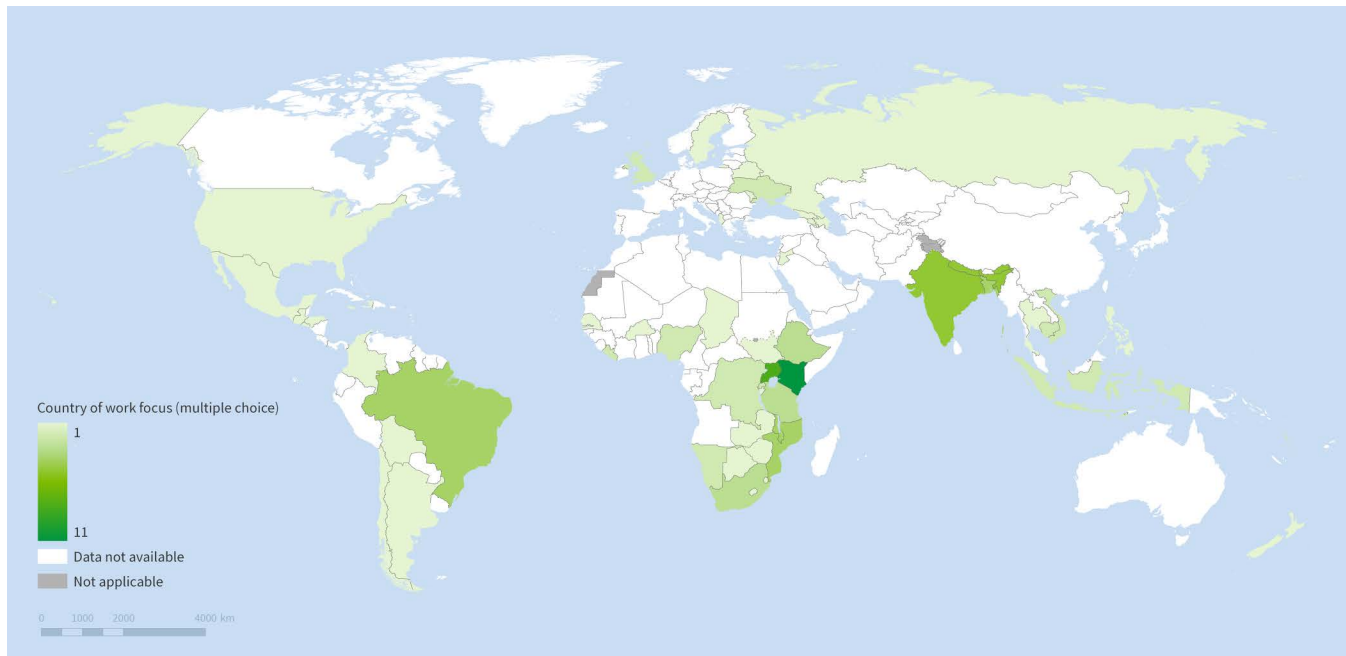 Country of work focus (multiple choice)
1
11
Data not available
Not applicable
0 1000 2000 4000 km